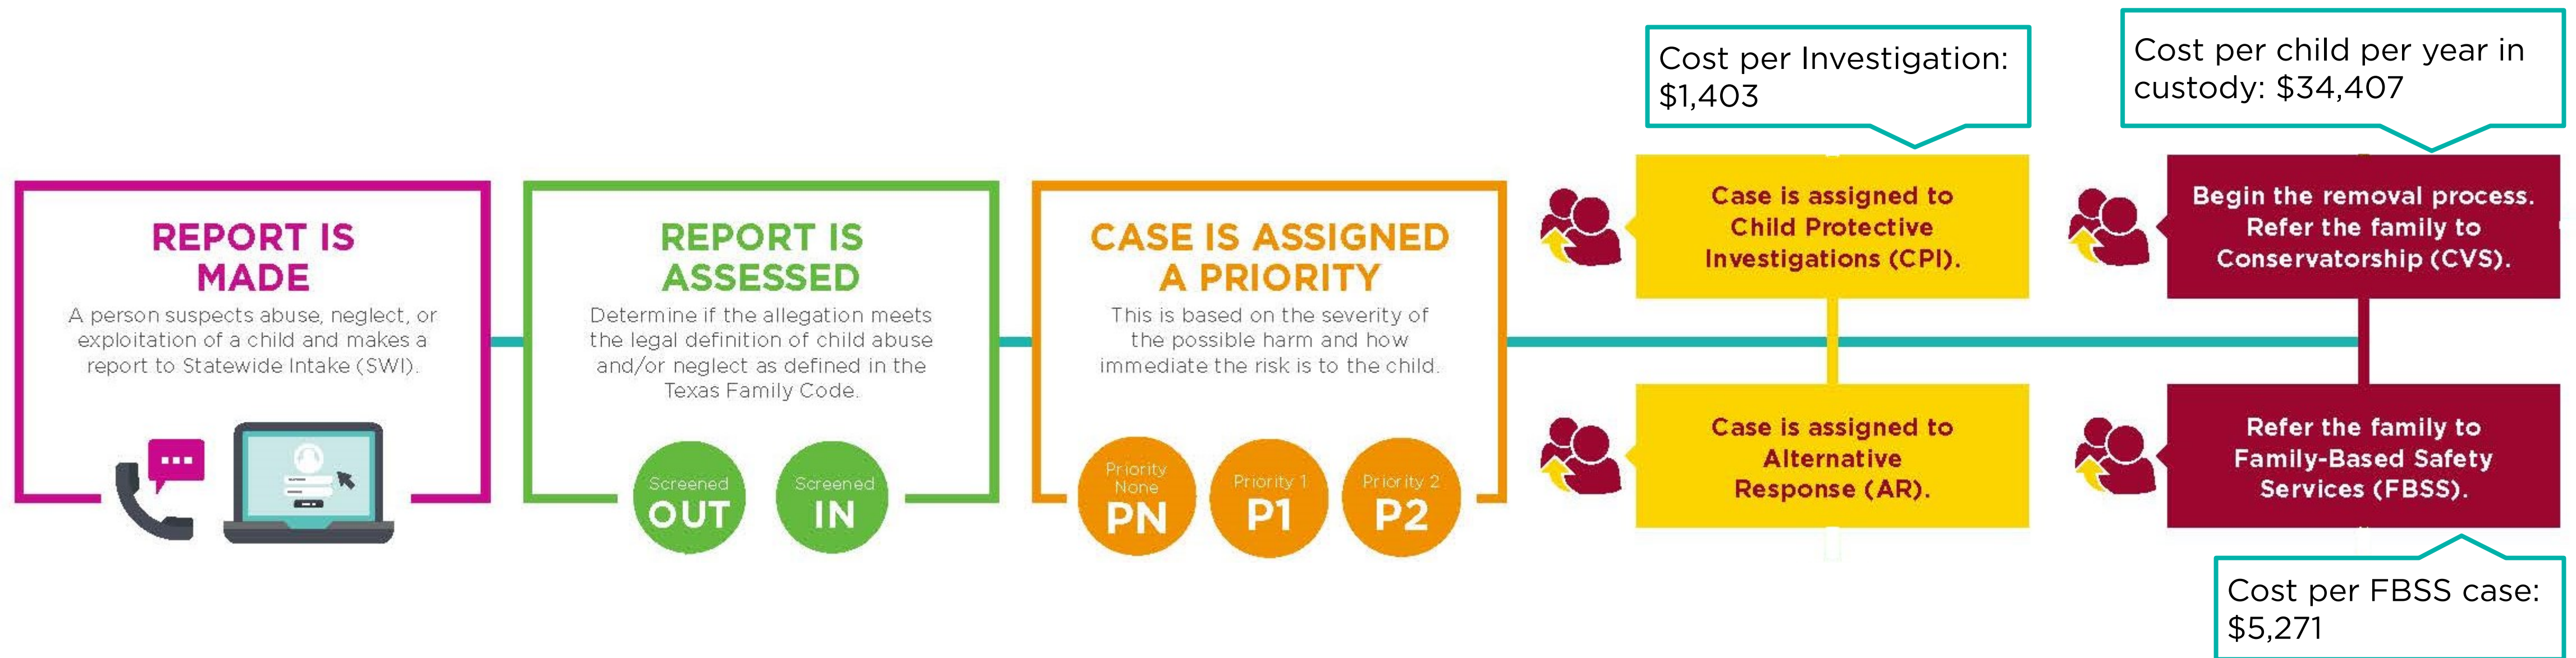 REPORT IS
MADE
A person suspects abuse, neglect, or
exploitation of a child and makes a
report to Statewide Intake (SWI).
REPORT IS
ASSESSED
Determine if the allegation meets
the legal definition of child abuse
and/or neglect as defined in the
Texas Family Code.
Screened
OUT
Screened
IN
CASE IS ASSIGNED
A PRIORITY
This is based on the severity of
the possible harm and how
immediate the risk is to the child.
Priority
None
PN
Priority 1
P1
Priority 2
P2
Cost per Investigation:
$1,403
Case is assigned to
Child Protective
Investigations (CPI).
Case is assigned to
Alternative
Response (AR).
Cost per child per year in
custody: $34,407
Begin the removal process.
Refer the family to
Conservatorship (CVS).
Refer the family to
Family-Based Safety
Services (FBSS).
Cost per FBSS case:
$5,271